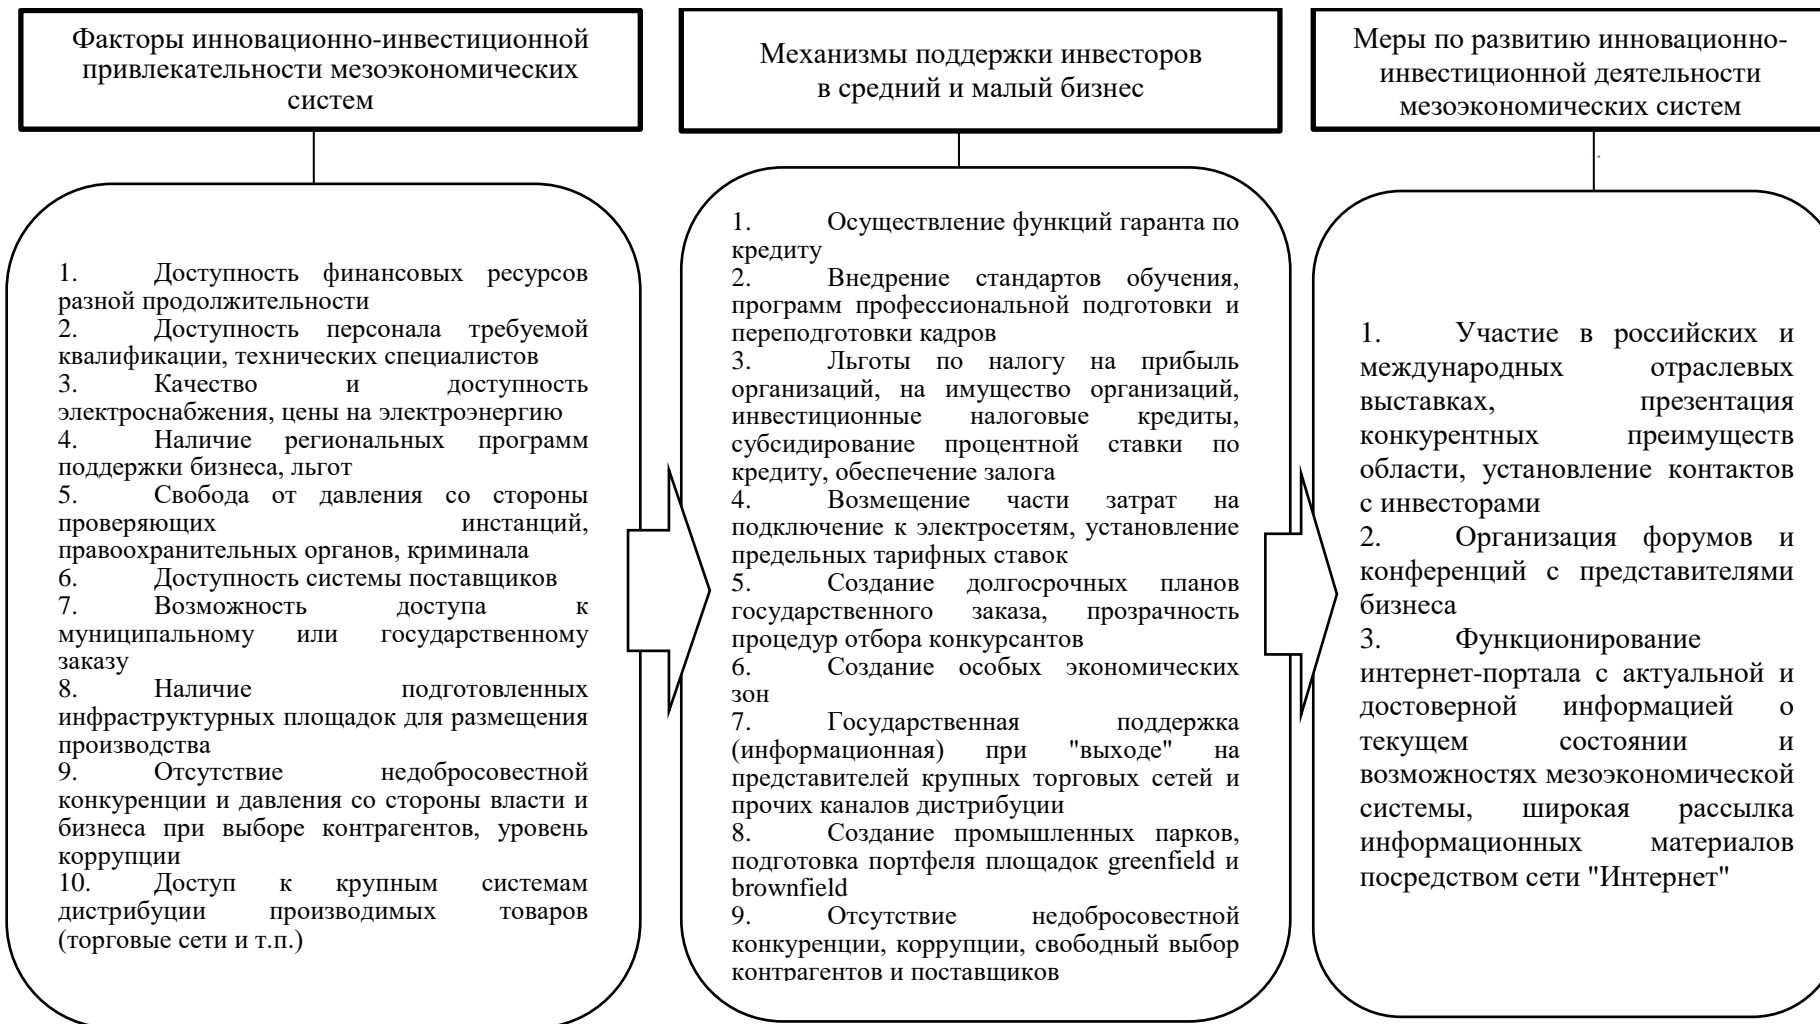 Факторы инновационно-инвестиционной
привлекательности мезоэкономических
систем
1. Доступность финансовых ресурсов
разной продолжительности
2. Доступность персонала требуемой
квалификации, технических специалистов
3. Качество и доступность
электроснабжения, цены на электроэнергию
4. Наличие региональных программ
поддержки бизнеса, льгот
5. Свобода от давления со стороны
проверяющих инстанций,
правоохранительных органов, криминала
6. Доступность системы поставщиков
7. Возможность доступа к
муниципальному или государственному
заказу
8. Наличие подготовленных
инфраструктурных площадок для размещения
производства
9. Отсутствие недобросовестной
конкуренции и давления со стороны власти и
бизнеса при выборе контрагентов, уровень
коррупции
10. Доступ к крупным системам
дистрибуции производимых товаров
(торговые сети и т.п.)
Механизмы поддержки инвесторов
в средний и малый бизнес
1. Осуществление функций гаранта по
кредиту
2. Внедрение стандартов обучения,
программ профессиональной подготовки и
переподготовки кадров
3. Льготы по налогу на прибыль
организаций, на имущество организаций,
инвестиционные налоговые кредиты,
субсидирование процентной ставки по
кредиту, обеспечение залога
4. Возмещение части затрат на
подключение к электросетям, установление
предельных тарифных ставок
5. Создание долгосрочных планов
государственного заказа, прозрачность
процедур отбора конкурсантов
6. Создание особых экономических
зон
7. Государственная поддержка
(информационная) при "выходе" на
представителей крупных торговых сетей и
прочих каналов дистрибуции
8. Создание промышленных парков,
подготовка портфеля площадок greenfield и
brownfield
9. Отсутствие недобросовестной
конкуренции, коррупции, свободный выбор
контрагентов и поставщиков
Меры по развитию инновационно-
инвестиционной деятельности
мезоэкономических систем
1. Участие в российских и
международных отраслевых
выставках, презентация
конкурентных преимуществ
области, установление контактов
с инвесторами
2. Организация форумов и
конференций с представителями
бизнеса
3. Функционирование
интернет-портала с актуальной и
достоверной информацией о
текущем состоянии и
возможностях мезоэкономической
системы, широкая рассылка
информационных материалов
посредством сети "Интернет"